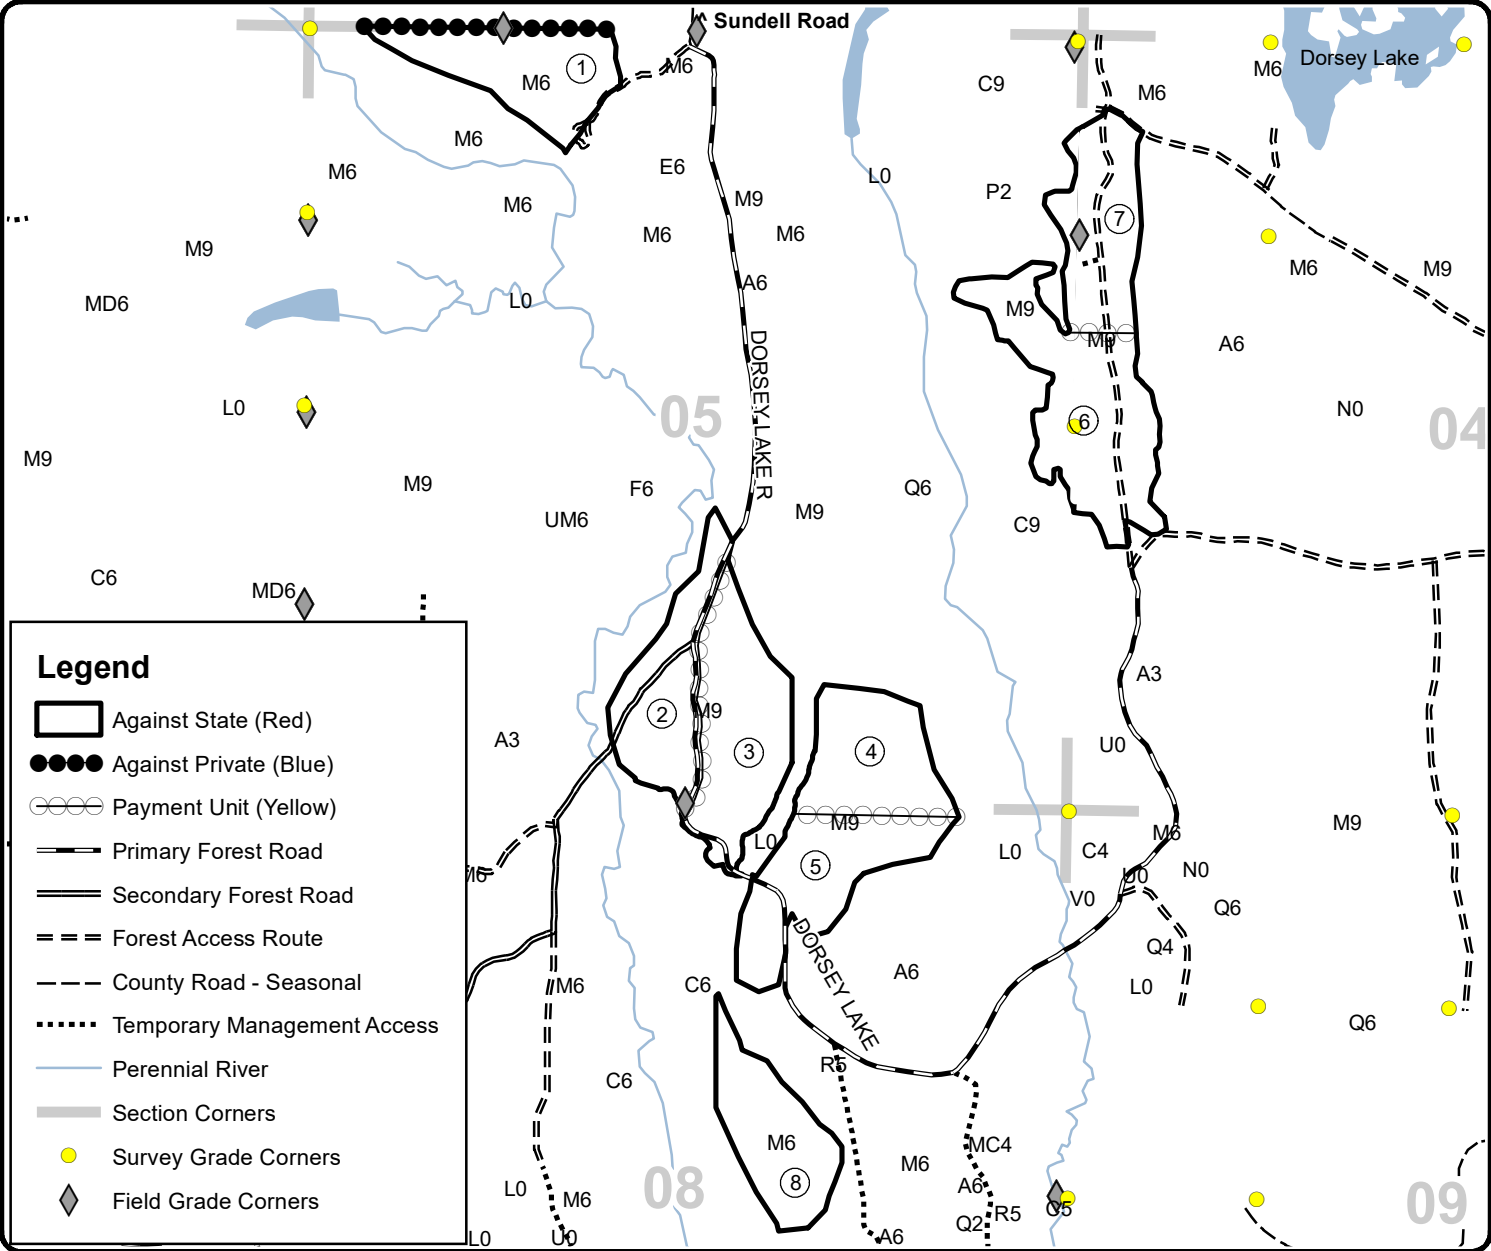 Sundell Road
Dorsey Lake
1
M6
M6
C9
M6
M6
M6
M6
E6
L0
P2
M6
M9
M6
M6
M6
7
M9
M6
M9
MD6
L0
A6
M9
M9
A6
DORSEY LAKE R
L0
05
6
N0
04
M9
M9
F6
Q6
UM6
M9
C9
C6
MD6
A3
2
M9
3
4
A3
U0
M9
L0
5
L0
C4
M6
M9
M6
U0
N0
V0
Q6
DORSEY LAKE
Q4
A6
M6
C6
L0
Q6
R5
C6
M6
M6
MC4
8
L0
M6
A6
08
Q2
R5
09
L0
U0
A6
Legend
Against State (Red)
Against Private (Blue)
Payment Unit (Yellow)
Primary Forest Road
Secondary Forest Road
Forest Access Route
County Road - Seasonal
Temporary Management Access
Perennial River
Section Corners
Survey Grade Corners
Field Grade Corners